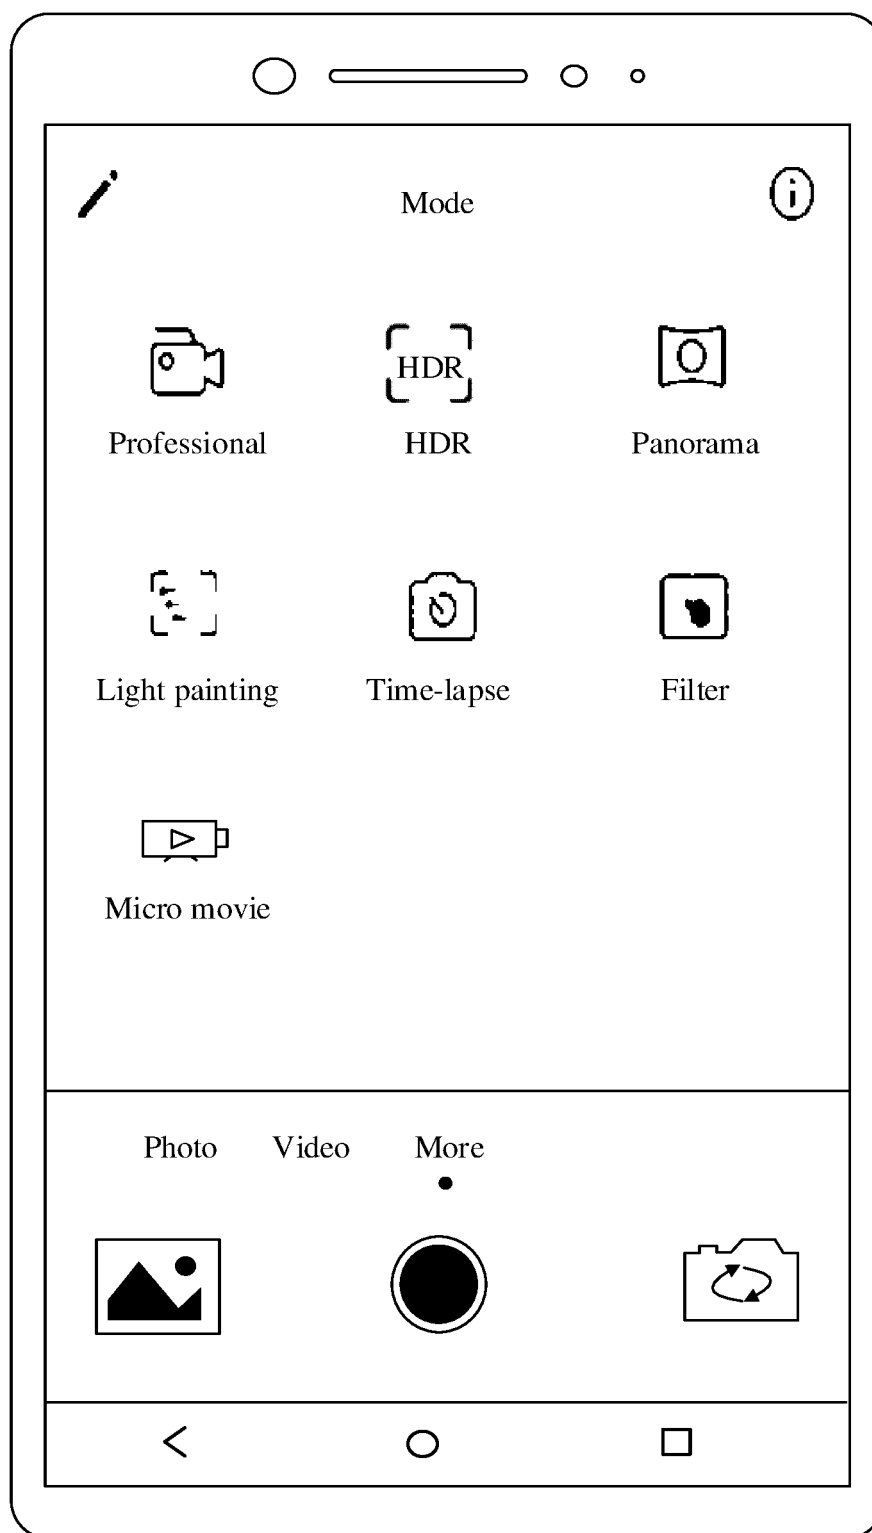 Mode
HDR
Professional HDR Panorama
Light painting Time-lapse Filter
Micro movie
Photo Video More